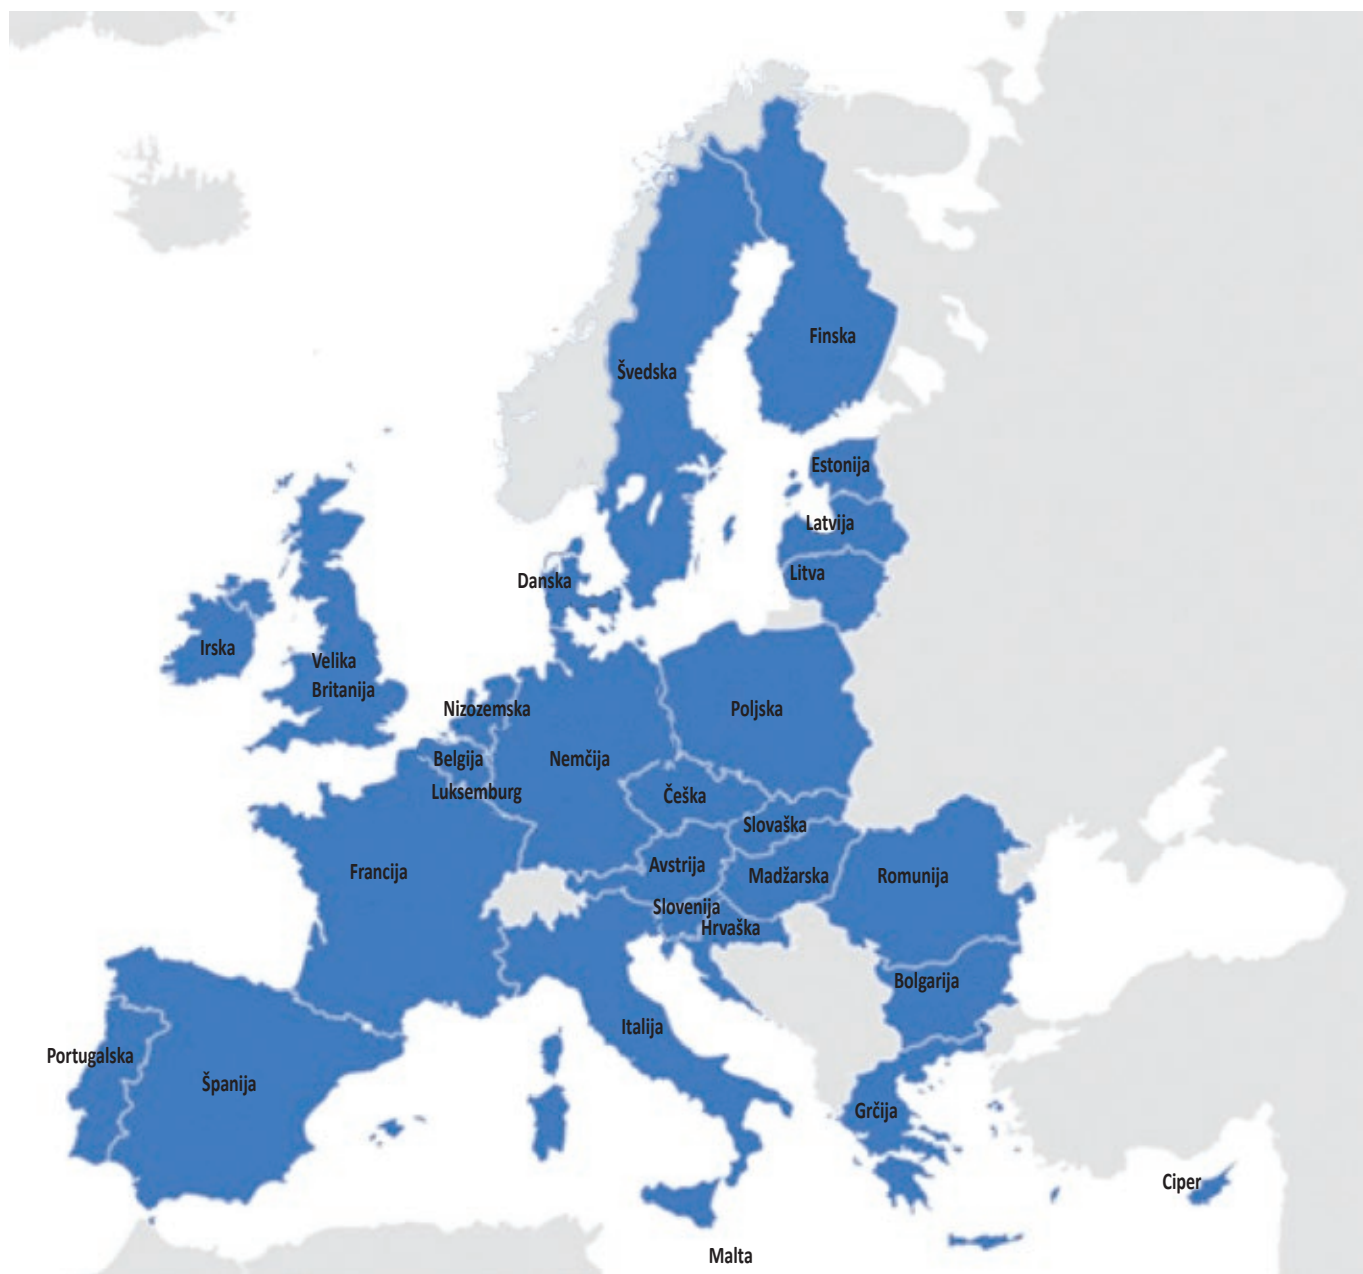 Finska
Švedska
Estonija
Latvija
Litva
Danska
Irska
Velika
Britanija
Nizozemska
Poljska
Belgija
Nemčija
Luksemburg
Češka
Slovaška
Avstrija
Francija
Madžarska
Romunija
Slovenija
Hrvaška
Bolgarija
Italija
Portugalska
Španija
Grčija
Ciper
Malta